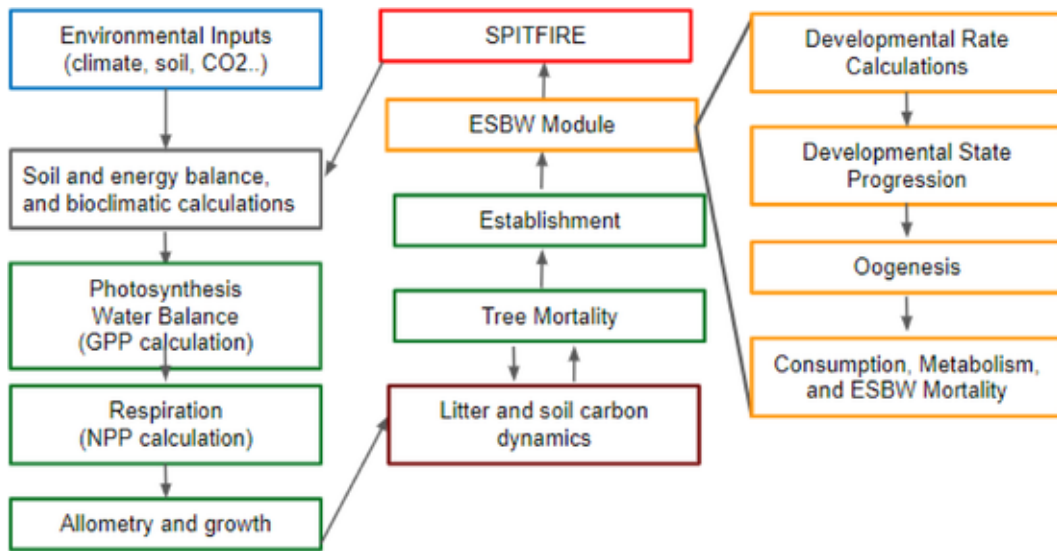 Environmental Inputs
(climate, soil, CO2..)
Soil and energy balance,
and bioclimatic calculations
Photosynthesis
Water Balance
(GPP calculation)
Respiration
(NPP calculation)
Allometry and growth
SPITFIRE
ESBW Module
Establishment
Tree Mortality
Litter and soil carbon
dynamics
Developmental Rate
Calculations
Developmental State
Progression
Oogenesis
Consumption, Metabolism,
and ESBW Mortality